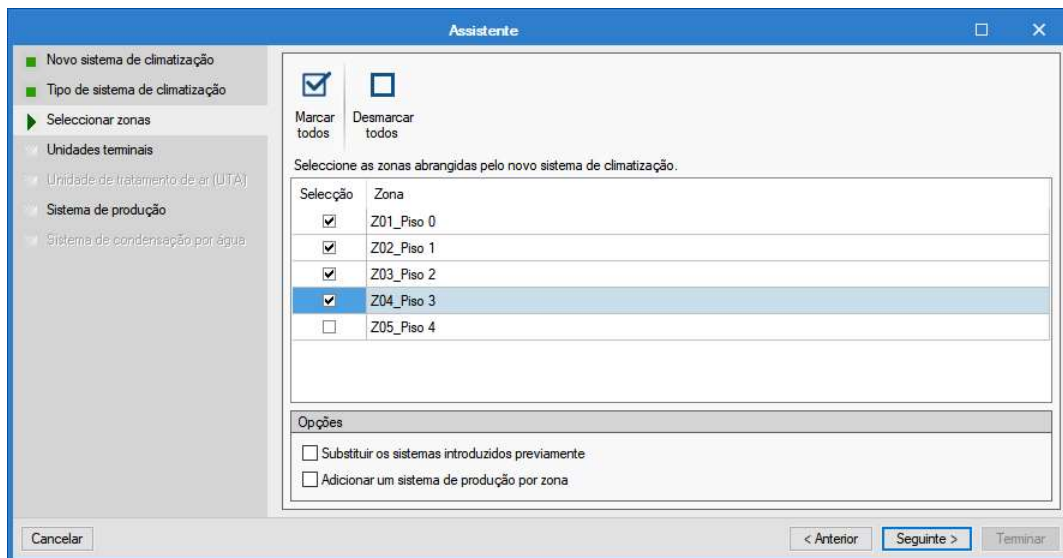 Assistente
Novo sistema de climatização
Tipo de sistema de climatização
Seleccionar zonas
Unidades terminais
Unidade de tratamento de ar (UTA)
Sistema de produção
Sistema de condensação por água
Marcar todos
Desmarcar todos
Seleccione as zonas abrangidas pelo novo sistema de climatização.
Selecção Zona
Z01_Piso 0
Z02_Piso 1
Z03_Piso 2
Z04_Piso 3
Z05_Piso 4
Opções
Substituir os sistemas introduzidos previamente
Adicionar um sistema de produção por zona
Cancelar
< Anterior
Seguinte >
Terminar